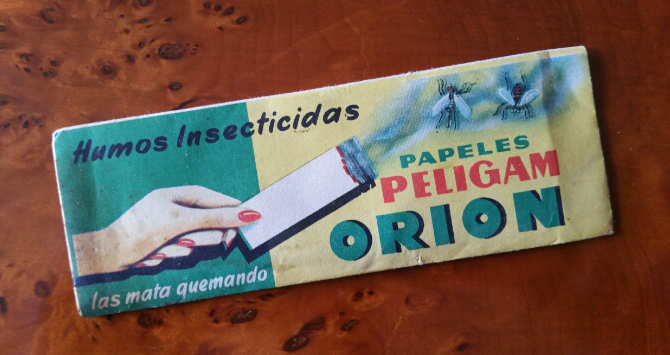 Humos Insecticidas
PAPELES
PELIGAM
ORION
las mata quemando